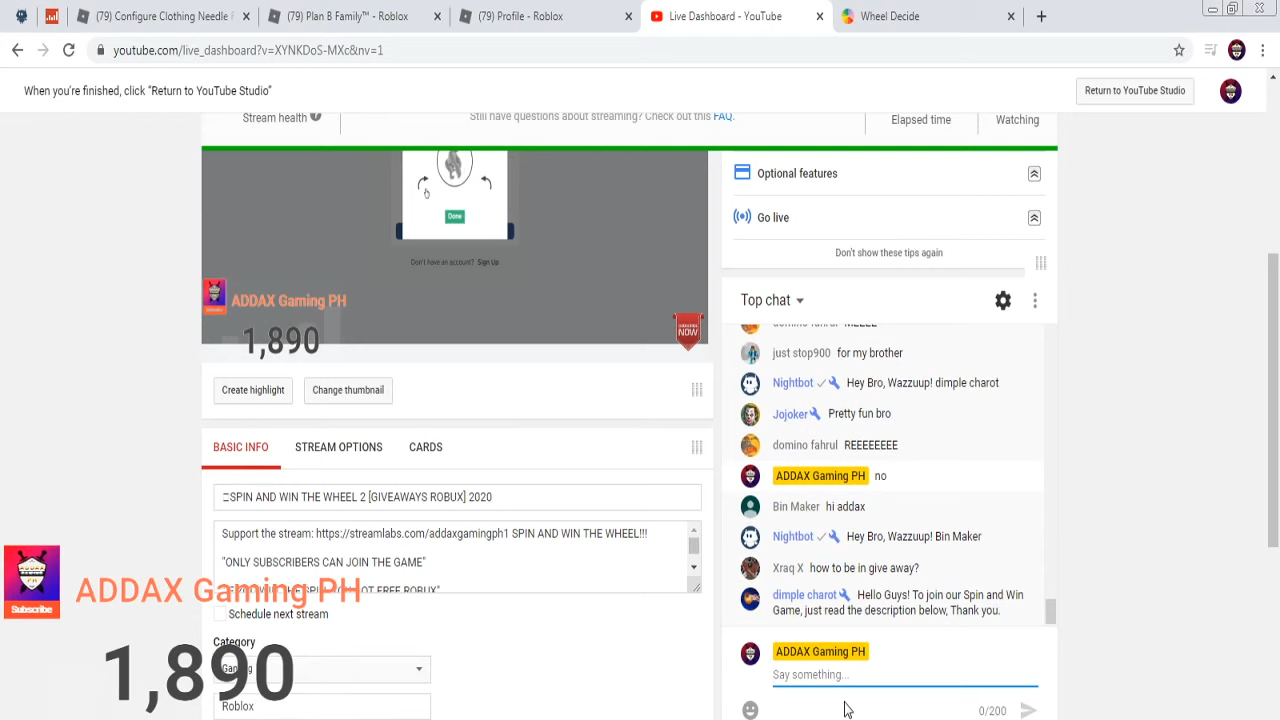 (79) Configure Clothing Needle F
(79) Plan B Family™ - Roblox
(79) Profile - Roblox
Live Dashboard - YouTube
Wheel Decide
youtube.com/live_dashboard?v=XYNKDoS-MXc&nv=1
When you're finished, click "Return to YouTube Studio"
Return to YouTube Studio
Stream health
Still have questions about streaming? Check out this FAQ.
Elapsed time
Watching
Done
Don't have an account? Sign Up
ADDAX Gaming PH
1,890
SUBSCRIBE NOW
Optional features
Go live
Don't show these tips again
Top chat
domino fahrul MEEEE
just stop900 for my brother
Nightbot Hey Bro, Wazzuup! dimple charot
Jojoker Pretty fun bro
domino fahrul REEEEEEEE
ADDAX Gaming PH no
Bin Maker hi addax
Nightbot Hey Bro, Wazzuup! Bin Maker
Xraq X how to be in give away?
dimple charot Hello Guys! To join our Spin and Win
Game, just read the description below, Thank you.
ADDAX Gaming PH
Say something...
0/200
Create highlight
Change thumbnail
BASIC INFO
STREAM OPTIONS
CARDS
SPIN AND WIN THE WHEEL 2 [GIVEAWAYS ROBUX] 2020
Support the stream: https://streamlabs.com/addaxgamingph1 SPIN AND WIN THE WHEEL!!!
"ONLY SUBSCRIBERS CAN JOIN THE GAME"
Schedule next stream
Category
Gaming
Roblox
ADDAX Gaming PH
Subscribe
1,890